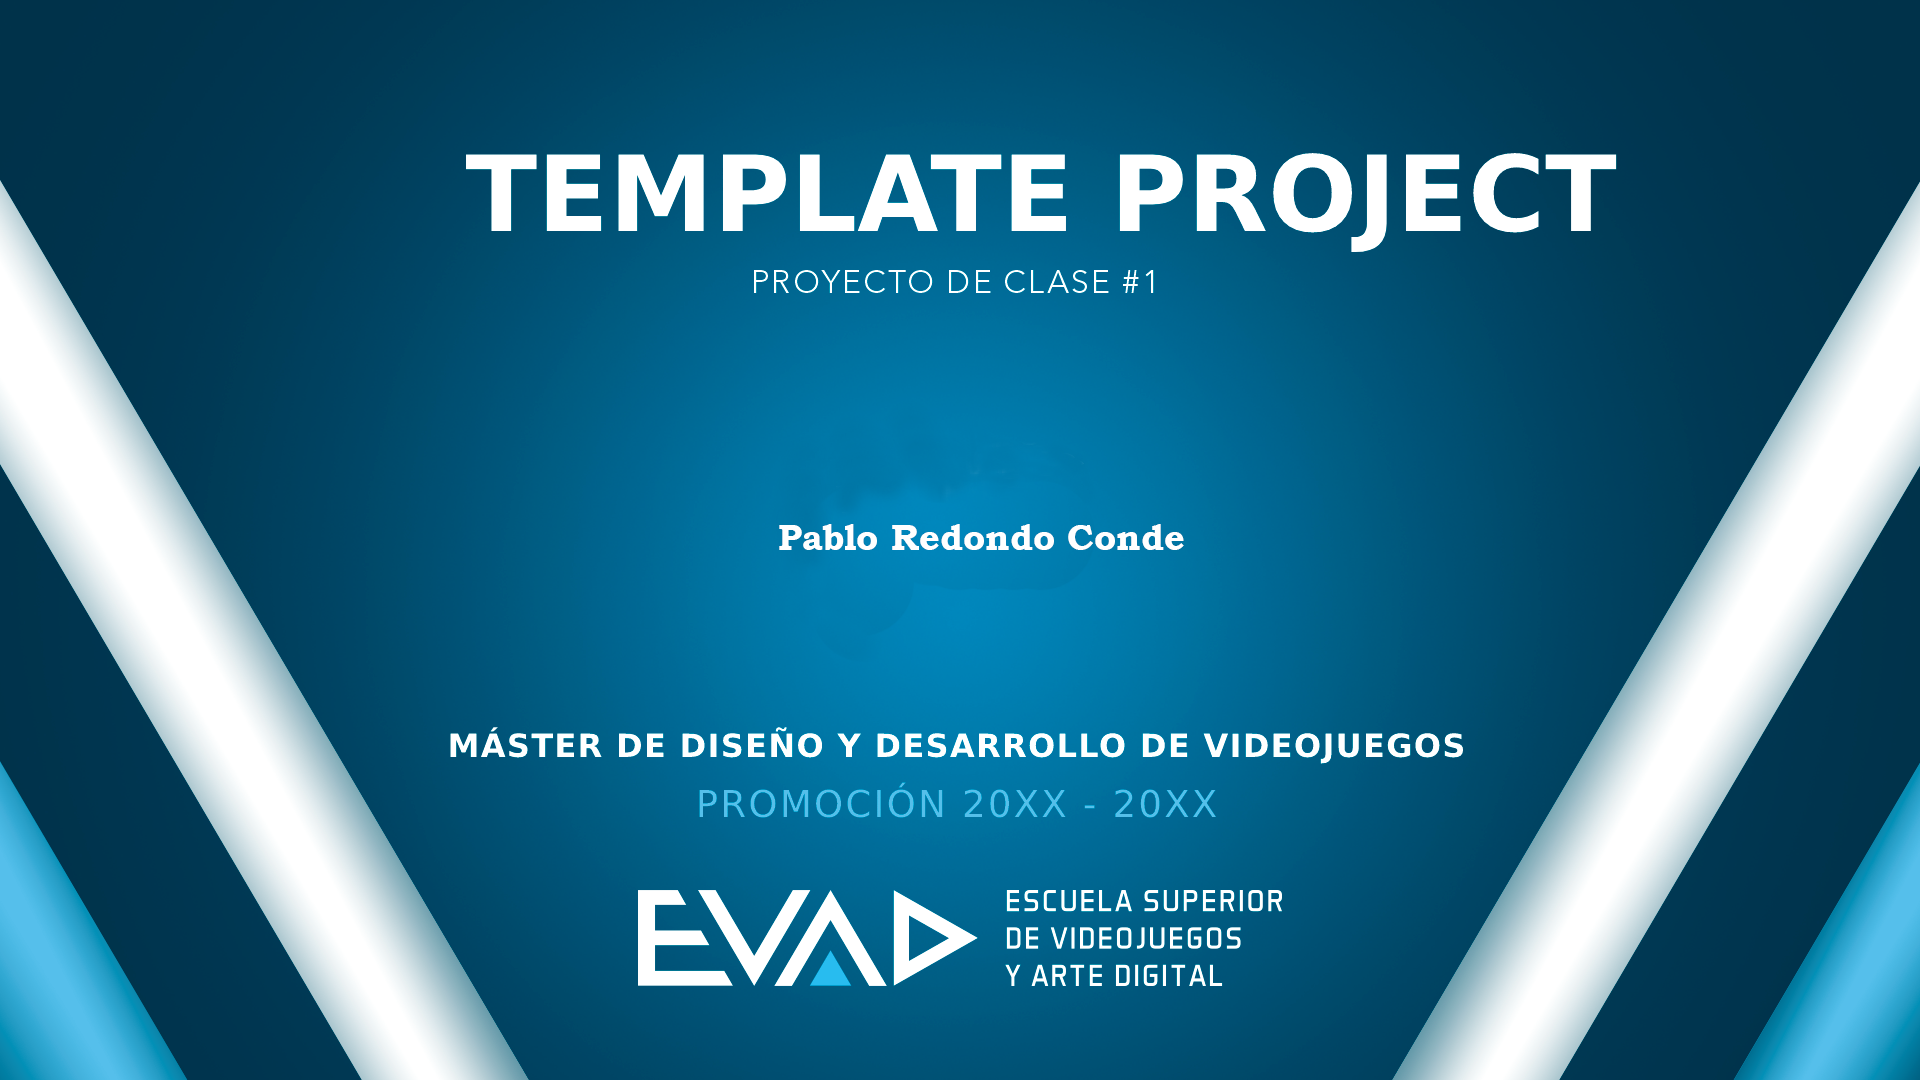 TEMPLATE PROJECT
PROYECTO DE CLASE #1
Pablo Redondo Conde
MÁSTER DE DISEÑO Y DESARROLLO DE VIDEOJUEGOS
PROMOCIÓN 20XX - 20XX
EVAD
ESCUELA SUPERIOR
DE VIDEOJUEGOS
Y ARTE DIGITAL